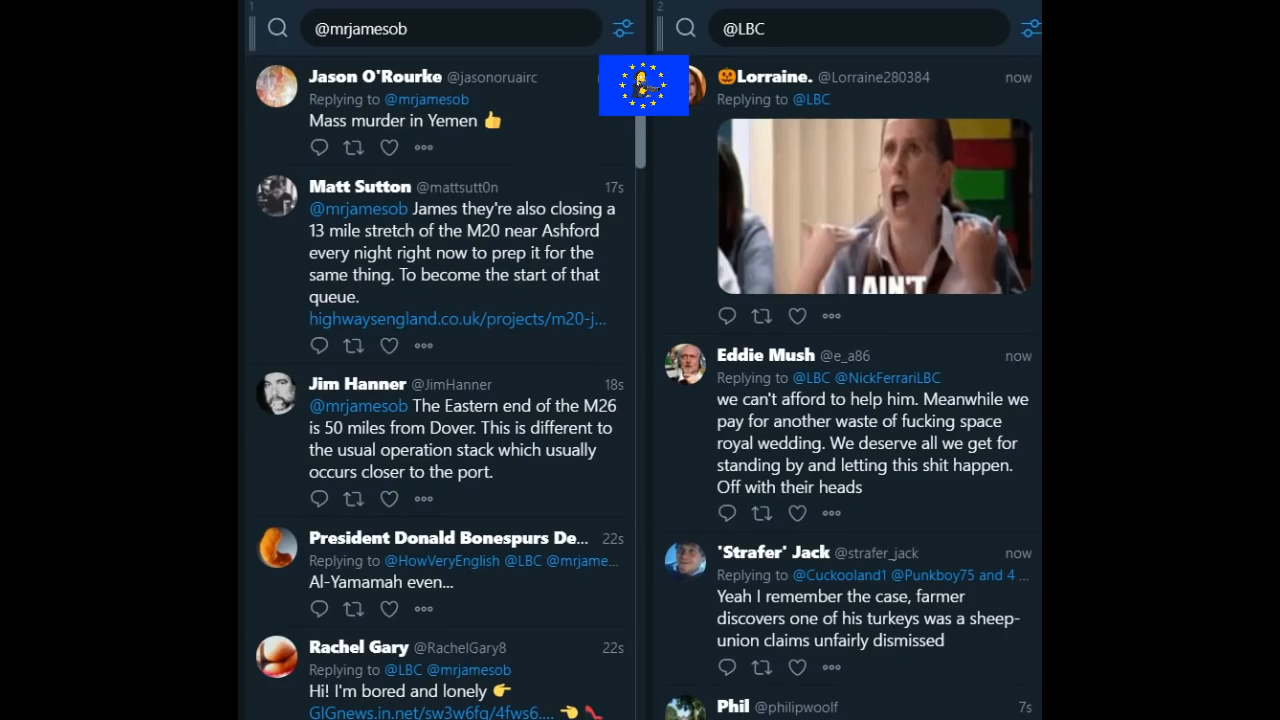 1
@mrjamesob
Jason O'Rourke @jasonoruairc
Replying to @mrjamesob
Mass murder in Yemen 👍
Matt Sutton @mattsutt0n 17s
@mrjamesob James they're also closing a
13 mile stretch of the M20 near Ashford
every night right now to prep it for the
same thing. To become the start of that
queue.
highwaysengland.co.uk/projects/m20-j...
Jim Hanner @JimHanner 18s
@mrjamesob The Eastern end of the M26
is 50 miles from Dover. This is different to
the usual operation stack which usually
occurs closer to the port.
President Donald Bonespurs De... 22s
Replying to @HowVeryEnglish @LBC @mrjame...
Al-Yamamah even...
Rachel Gary @RachelGary8 22s
Replying to @LBC @mrjamesob
Hi! I'm bored and lonely 👉
GIGnews.in.net/sw3w6fg/4fws6.... 👈 👠
2
@LBC
🎃Lorraine. @Lorraine280384 now
Replying to @LBC
I AIN'T
Eddie Mush @e_a86 now
Replying to @LBC @NickFerrariLBC
we can't afford to help him. Meanwhile we
pay for another waste of fucking space
royal wedding. We deserve all we get for
standing by and letting this shit happen.
Off with their heads
'Strafer' Jack @strafer_jack now
Replying to @Cuckooland1 @Punkboy75 and 4 ...
Yeah I remember the case, farmer
discovers one of his turkeys was a sheep-
union claims unfairly dismissed
Phil @philipwoolf 7s